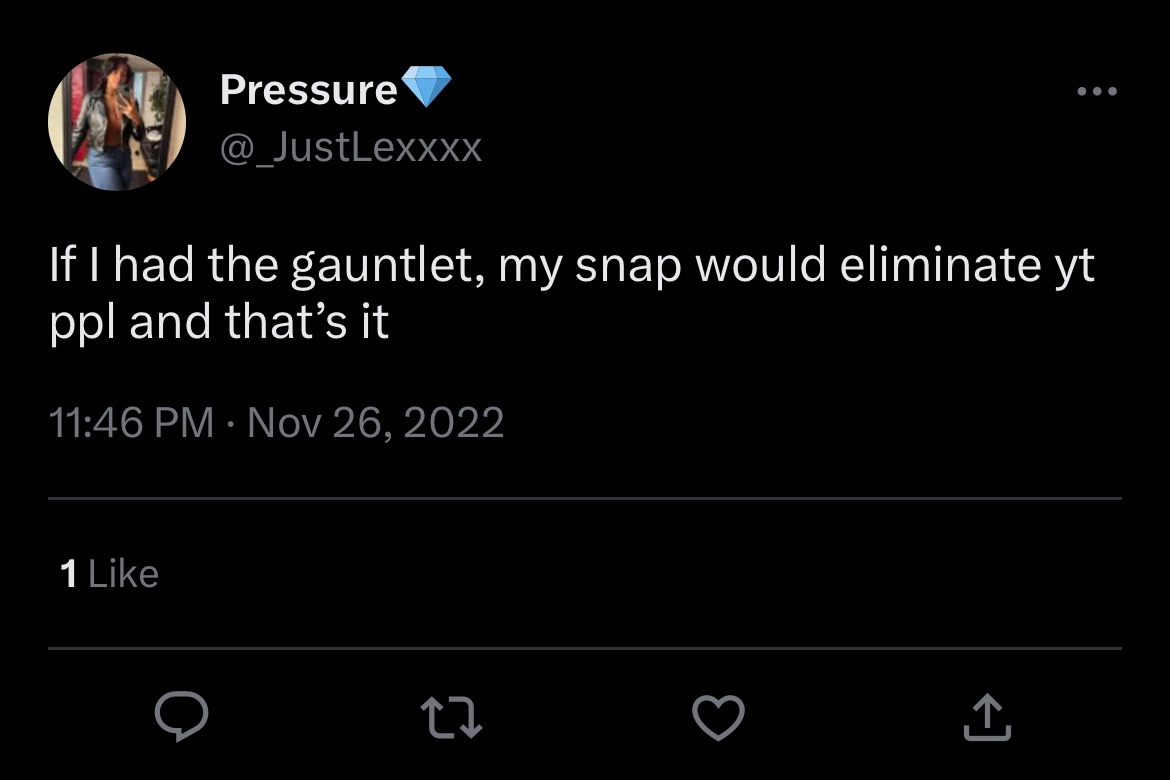 Pressure💎
@_JustLexxxx
If I had the gauntlet, my snap would eliminate yt
ppl and that’s it
11:46 PM · Nov 26, 2022
1 Like